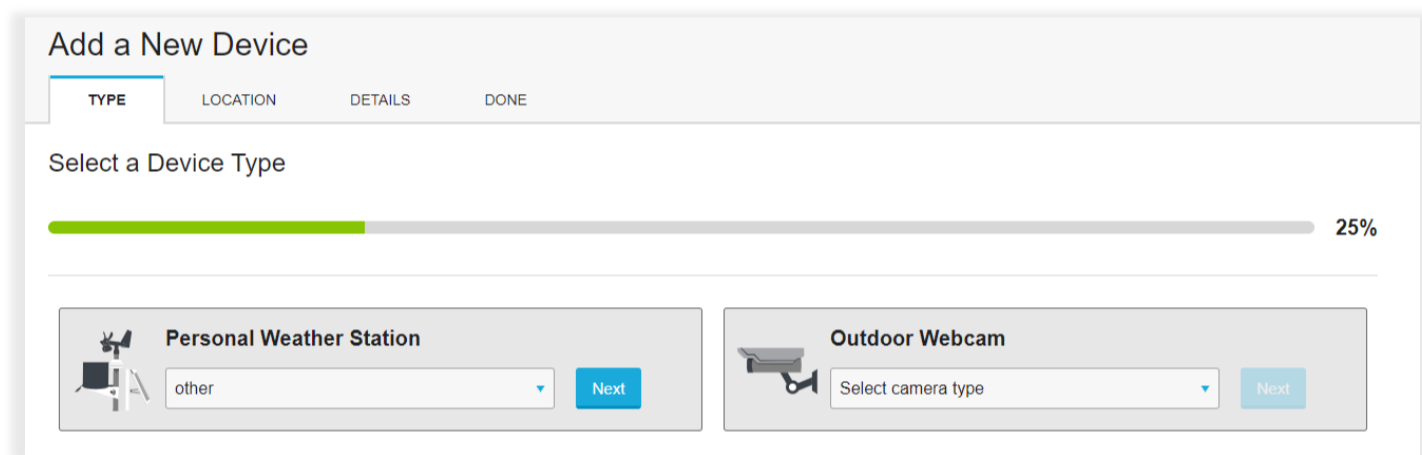 Add a New Device
TYPE LOCATION DETAILS DONE
Select a Device Type
25%
Personal Weather Station
other Next
Outdoor Webcam
Select camera type Next